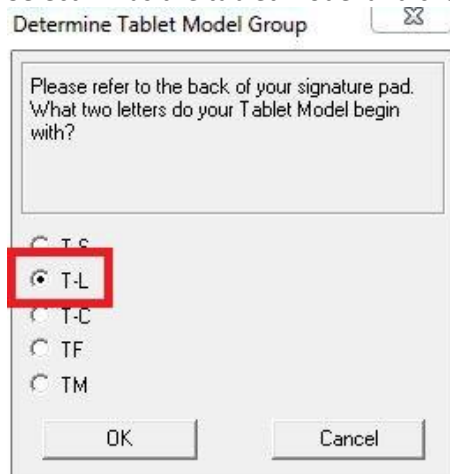 Determine Tablet Model Group
Please refer to the back of your signature pad.
What two letters do your Tablet Model begin
with?
T-S
T-L
T-C
TF
TM
OK Cancel